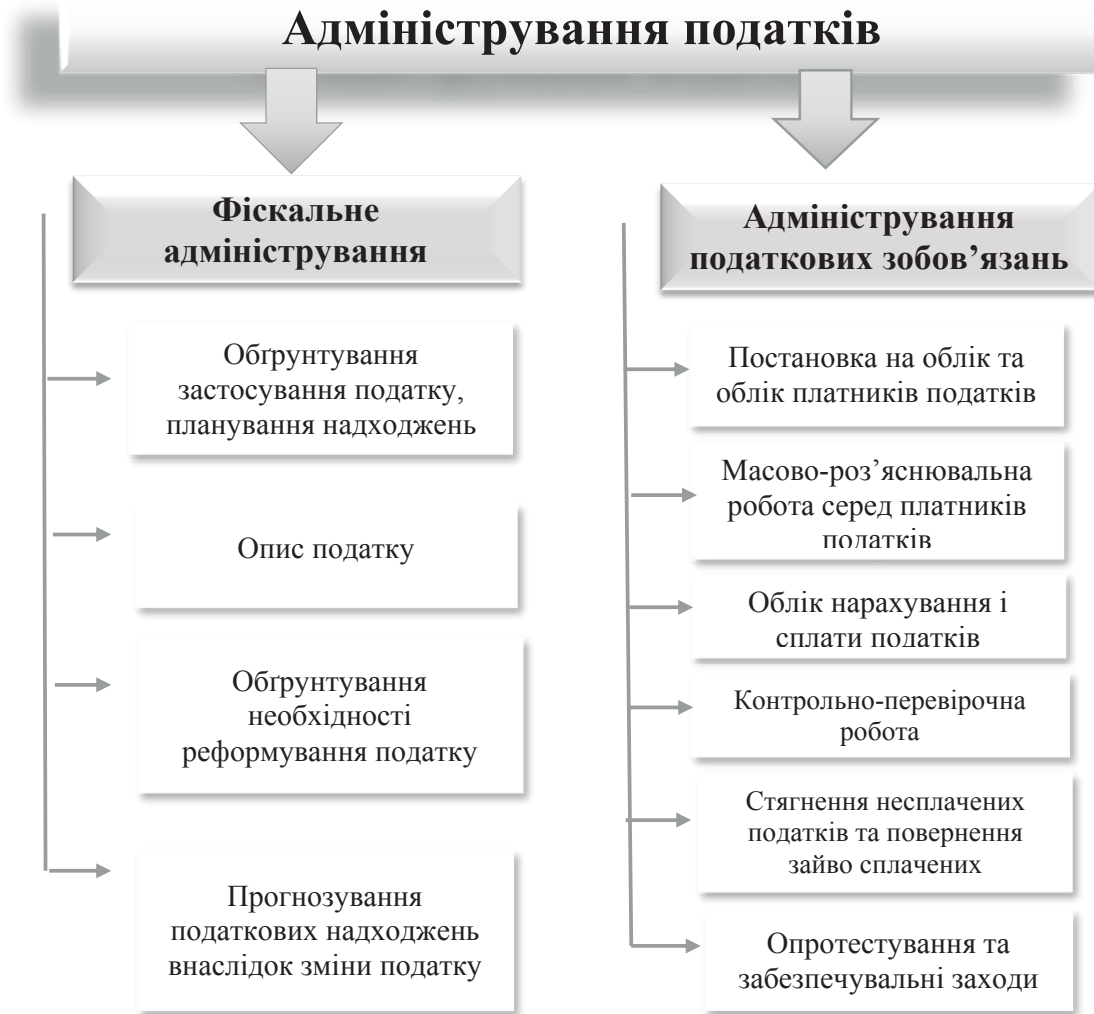 Адміністрування податків
Фіскальне
адміністрування
Обґрунтування
застосування податку,
планування надходжень
Опис податку
Обґрунтування
необхідності
реформування податку
Прогнозування
податкових надходжень
внаслідок зміни податку
Адміністрування
податкових зобов’язань
Постановка на облік та
облік платників податків
Масово-роз’яснювальна
робота серед платників
податків
Облік нарахування і
сплати податків
Контрольно-перевірочна
робота
Стягнення несплачених
податків та повернення
зайво сплачених
Опротестування та
забезпечувальні заходи